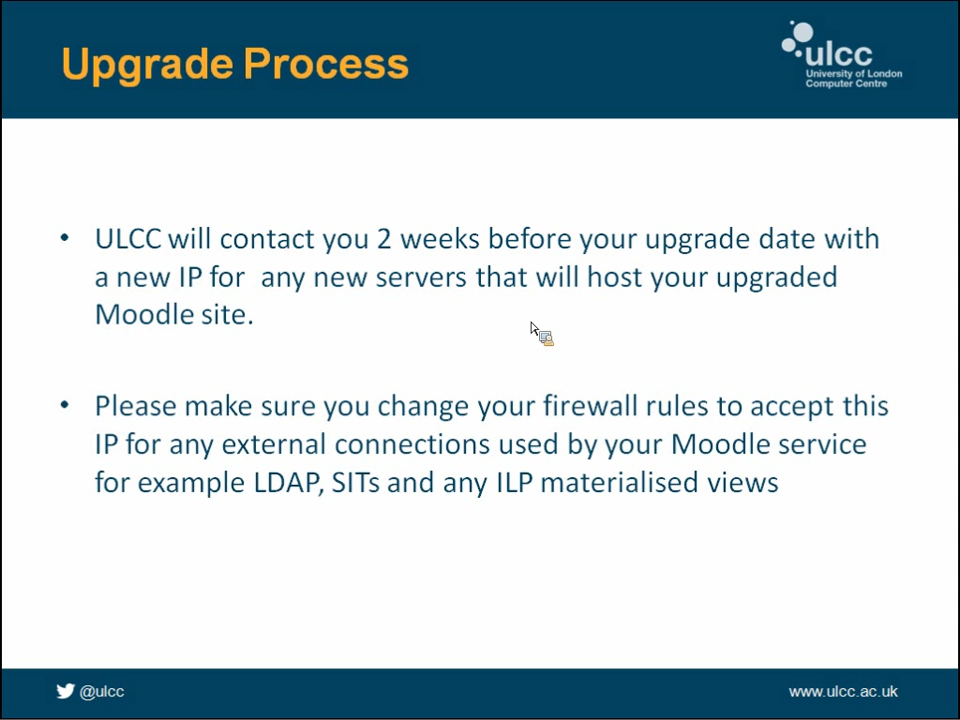 Upgrade Process
ulcc
University of London
Computer Centre
• ULCC will contact you 2 weeks before your upgrade date with
a new IP for any new servers that will host your upgraded
Moodle site.
• Please make sure you change your firewall rules to accept this
IP for any external connections used by your Moodle service
for example LDAP, SITs and any ILP materialised views
@ulcc
www.ulcc.ac.uk